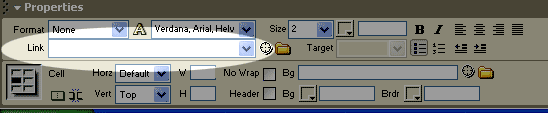 Properties
Format None A Verdana, Arial, Helv Size 2 B I
Link Target
Cell Horz Default W No Wrap Bg
Vert Top H Header Bg Brdr